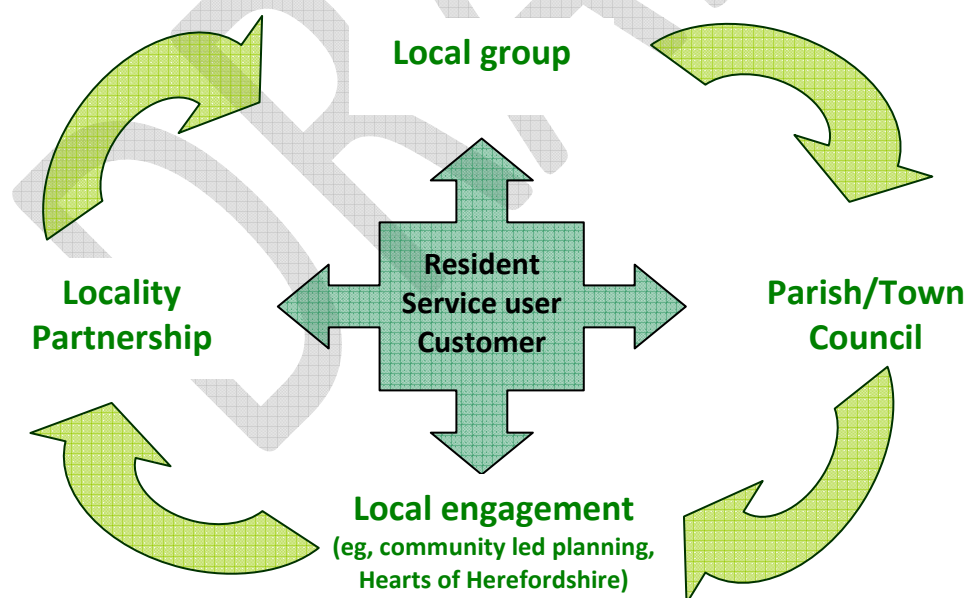 Local group
Resident
Service user
Customer
Locality
Partnership
Parish/Town
Council
Local engagement
(eg, community led planning,
Hearts of Herefordshire)